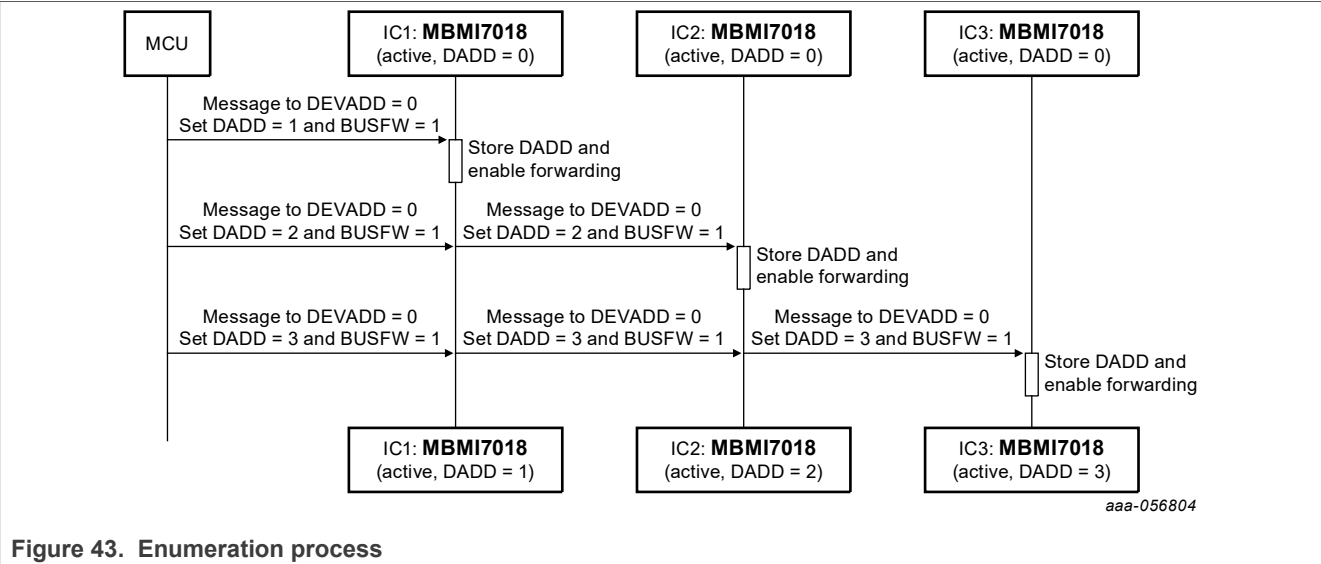 MCU
IC1: MBMI7018
(active, DADD = 0)
IC2: MBMI7018
(active, DADD = 0)
IC3: MBMI7018
(active, DADD = 0)
Message to DEVADD = 0
Set DADD = 1 and BUSFW = 1
Store DADD and
enable forwarding
Message to DEVADD = 0
Set DADD = 2 and BUSFW = 1
Message to DEVADD = 0
Set DADD = 2 and BUSFW = 1
Store DADD and
enable forwarding
Message to DEVADD = 0
Set DADD = 3 and BUSFW = 1
Message to DEVADD = 0
Set DADD = 3 and BUSFW = 1
Message to DEVADD = 0
Set DADD = 3 and BUSFW = 1
Store DADD and
enable forwarding
IC1: MBMI7018
(active, DADD = 1)
IC2: MBMI7018
(active, DADD = 2)
IC3: MBMI7018
(active, DADD = 3)
aaa-056804
Figure 43. Enumeration process